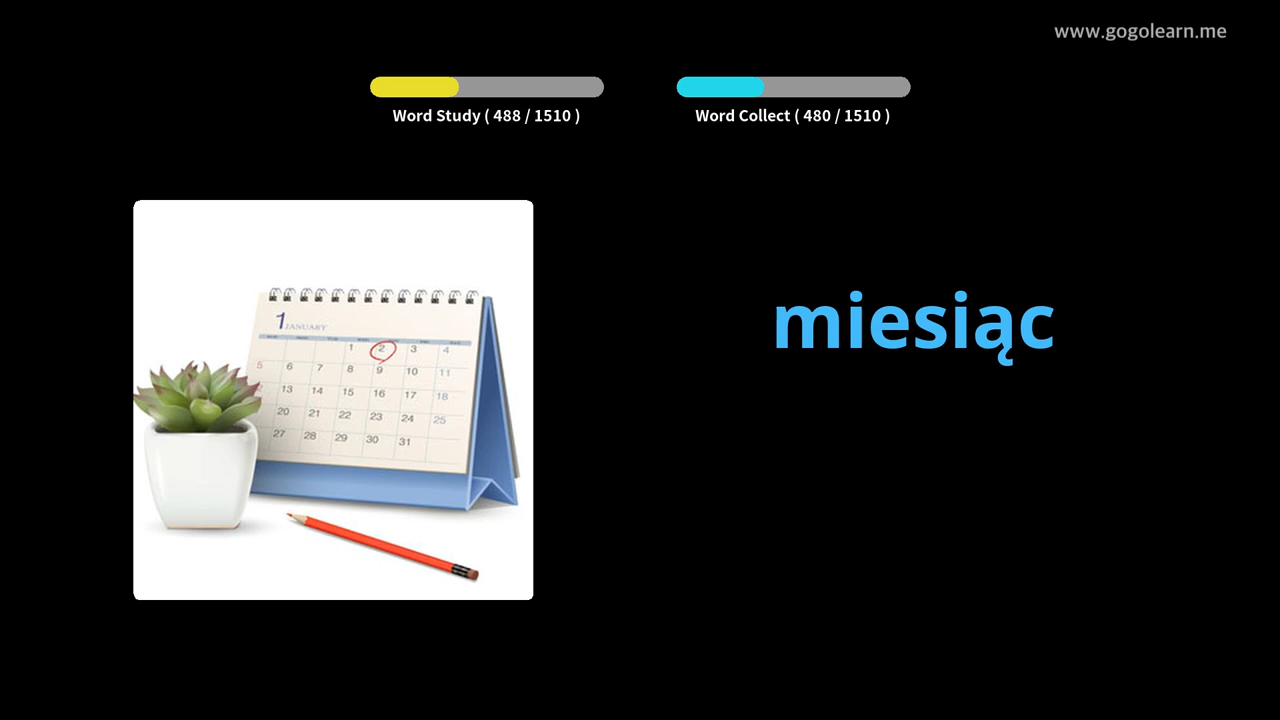 www.gogolearn.me
Word Study ( 488 / 1510 )
Word Collect ( 480 / 1510 )
miesiąc
1 JANUARY
1 2 3 4
5 6 7 8 9 10 11
13 14 15 16 17 18
20 21 22 23 24 25
27 28 29 30 31